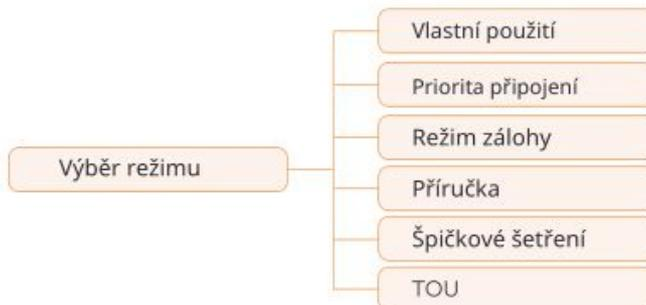 Výběr režimu
Vlastní použití
Priorita připojení
Režim zálohy
Příručka
Špičkové šetření
TOU